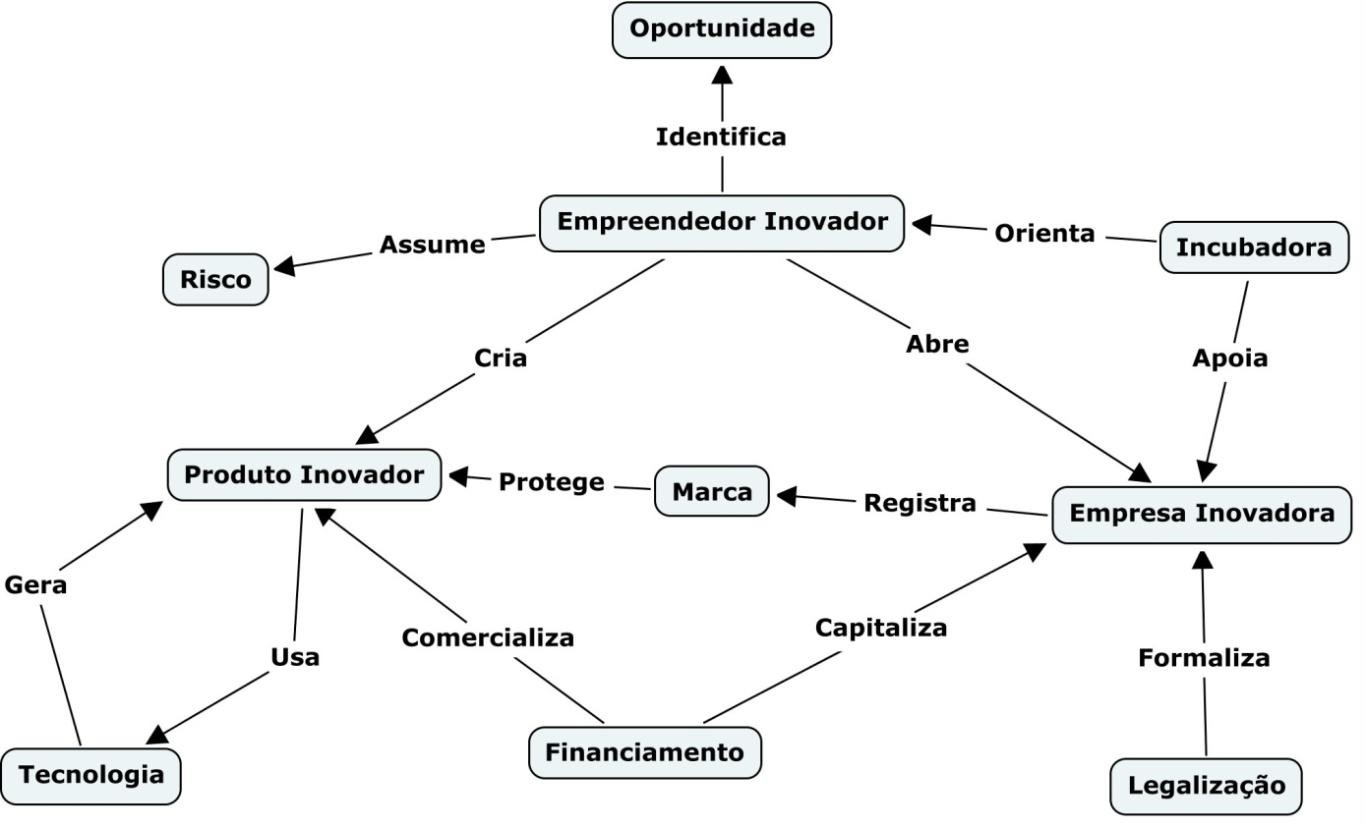 Oportunidade
Identifica
Empreendedor Inovador
Orienta
Incubadora
Assume
Risco
Cria
Abre
Apoia
Produto Inovador
Protege
Marca
Registra
Empresa Inovadora
Gera
Usa
Comercializa
Capitaliza
Formaliza
Tecnologia
Financiamento
Legalização